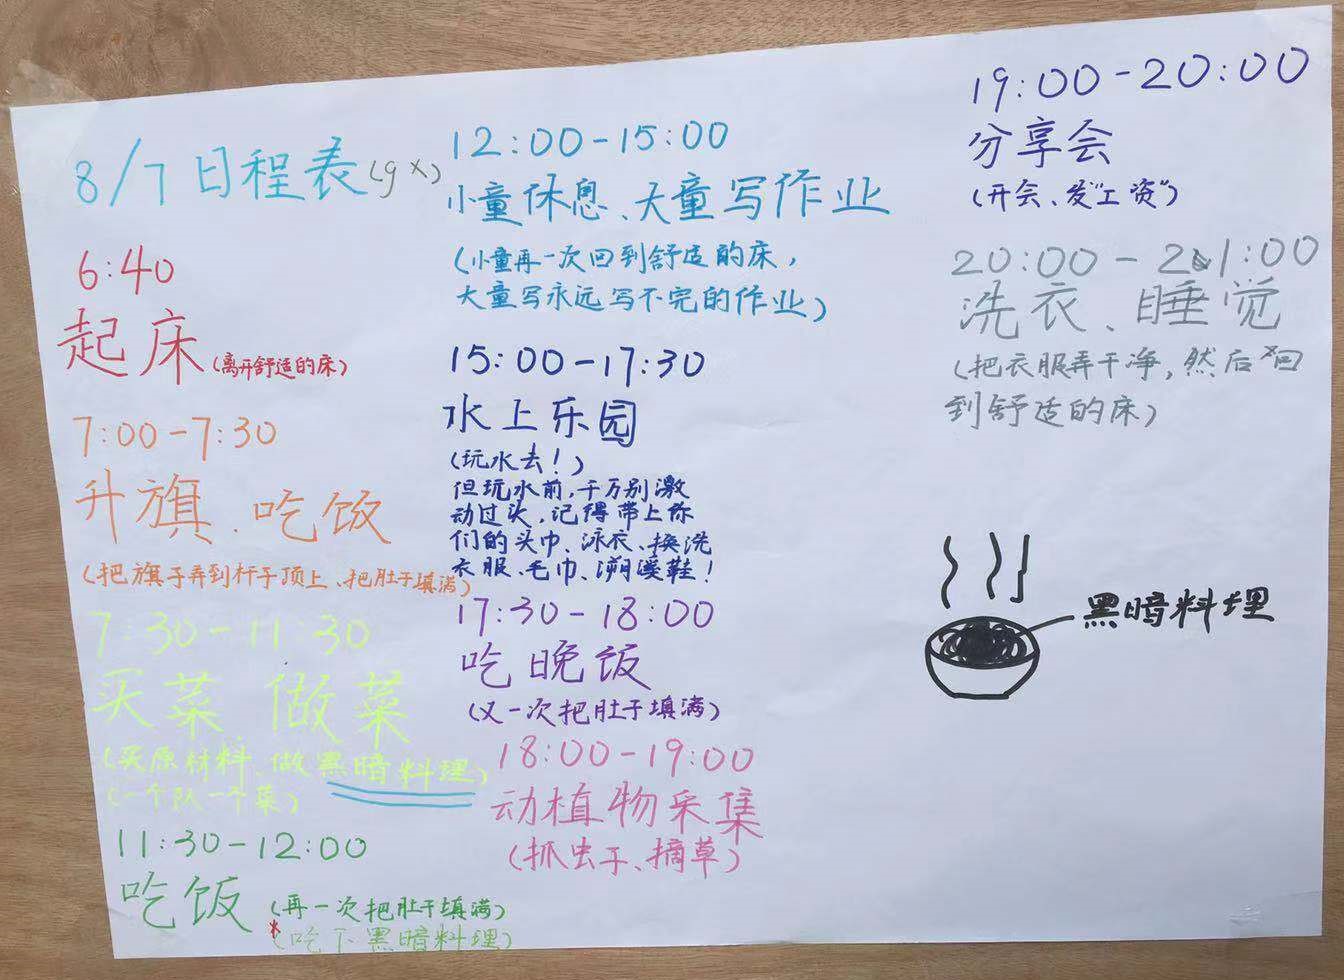 8/7日程表(gx)
6:40
起床(离开舒适的床)
7:00-7:30
升旗、吃饭
(把旗子弄到杆子顶上、把肚子填满)
7:30-11:30
买菜、做菜
(买原材料、做黑暗料理)
(一个队一个菜)
11:30-12:00
吃饭(再一次把肚子填满)
*(吃下黑暗料理)
12:00-15:00
小童休息、大童写作业
(小童再一次回到舒适的床,
大童写永远写不完的作业)
15:00-17:30
水上乐园
(玩水去!)
但玩水前,千万别激
动过头,记得带上你
们的头巾、泳衣、换洗
衣服、毛巾、溯溪鞋!
17:30-18:00
吃晚饭
(又一次把肚子填满)
18:00-19:00
动植物采集
(抓虫子、摘草)
19:00-20:00
分享会
(开会、发"工资")
20:00-21:00
洗衣、睡觉
(把衣服弄干净,然后回
到舒适的床)
黑暗料理